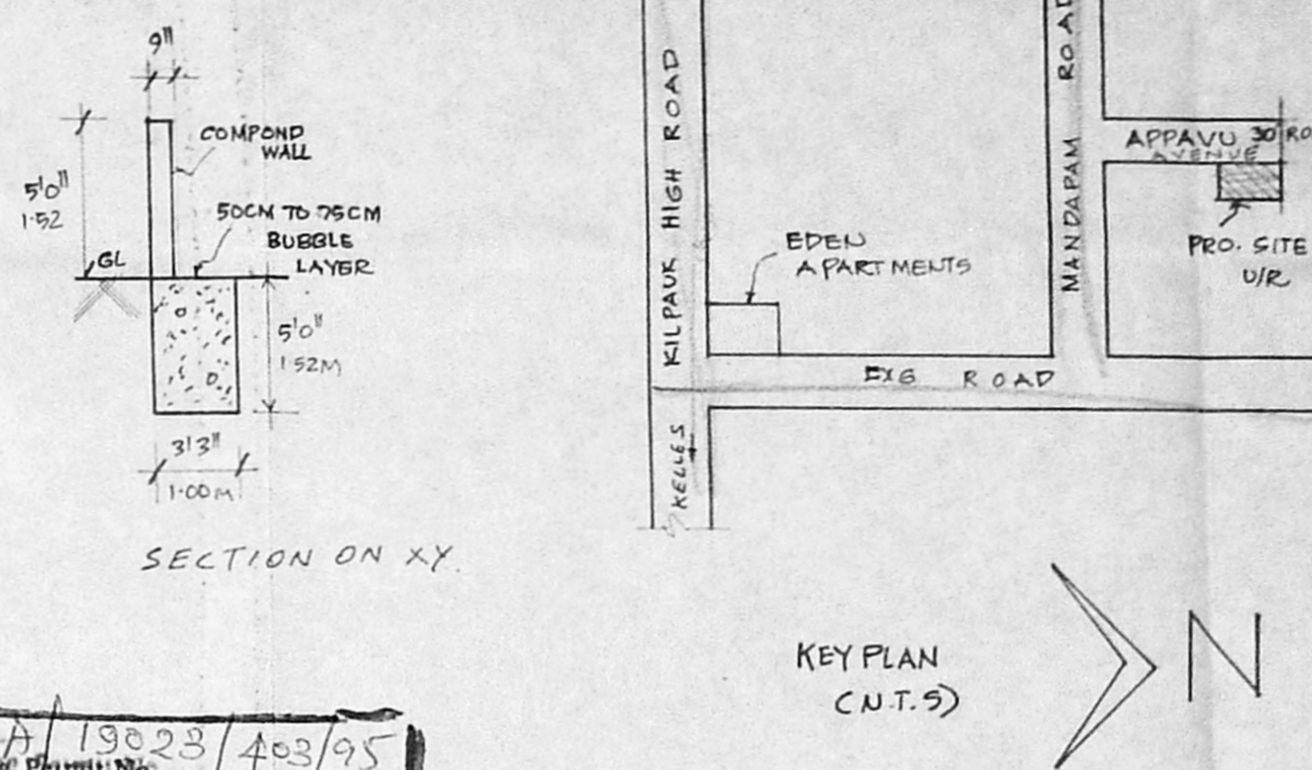 9"
COMPOND
WALL
5'0"
1.52
50CM TO 75CM
BUBBLE
LAYER
GL
5'0"
1.52M
3'3"
1.00M
SECTION ON XY.
KILPAUK HIGH ROAD
MANDAPAM ROAD
APPAVU 30' RO
AVENUE
PRO. SITE
U/R
EDEN
APARTMENTS
EXG ROAD
KELLES
KEY PLAN
(N.T.S)
N
A/19023/403/95